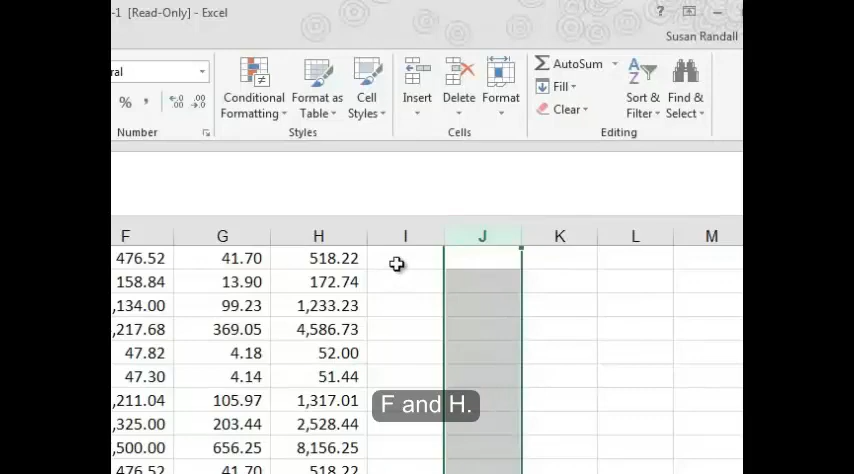 -1 [Read-Only] - Excel
?
Susan Randall
ral
AutoSum
Fill
Clear
%
,
.00
.0
Conditional Formatting
Format as Table
Cell Styles
Insert
Delete
Format
Sort & Filter
Find & Select
Number
Styles
Cells
Editing
F G H I J K L M
476.52 41.70 518.22
158.84 13.90 172.74
,134.00 99.23 1,233.23
,217.68 369.05 4,586.73
47.82 4.18 52.00
47.30 4.14 51.44
,211.04 105.97 1,317.01
F and H.
,325.00 203.44 2,528.44
,500.00 656.25 8,156.25
476.52 41.70 518.22